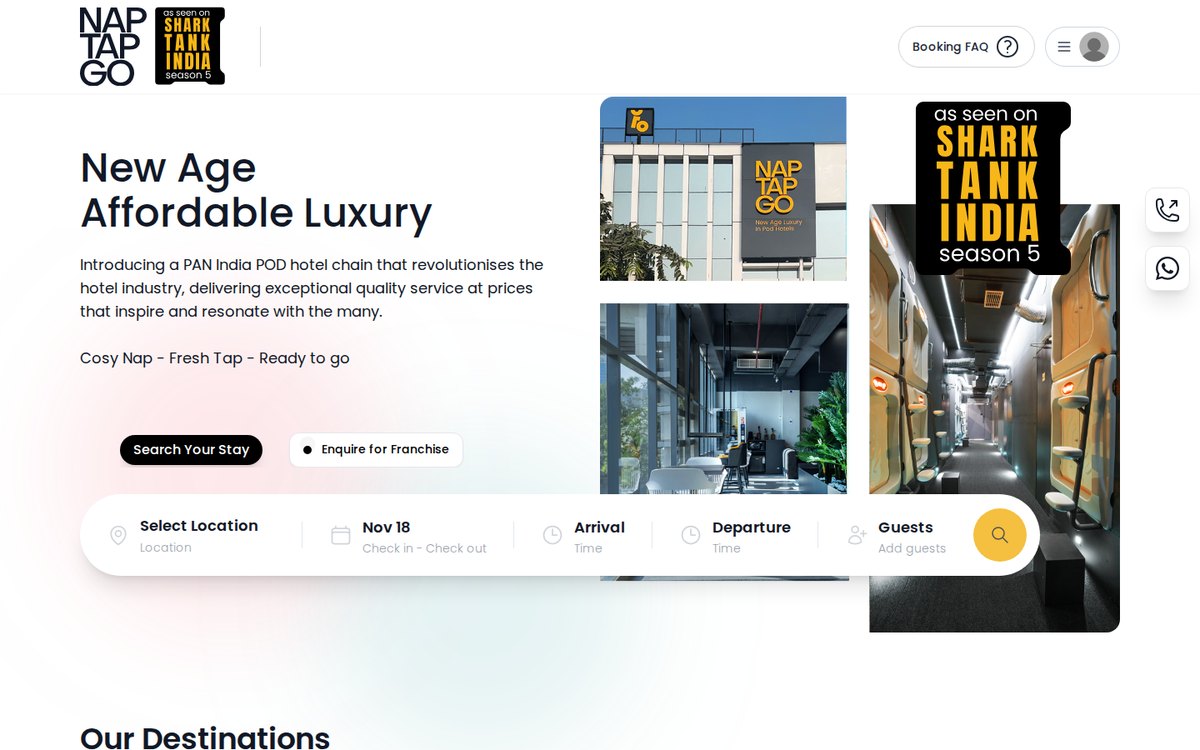 NAP
TAP
GO
as seen on
SHARK
TANK
INDIA
season 5
Booking FAQ
New Age
Affordable Luxury
Introducing a PAN India POD hotel chain that revolutionises the
hotel industry, delivering exceptional quality service at prices
that inspire and resonate with the many.
Cosy Nap - Fresh Tap - Ready to go
Search Your Stay
Enquire for Franchise
NAP
TAP
GO
New Age Luxury
In Pod Hotels
as seen on
SHARK
TANK
INDIA
season 5
Select Location
Location
Nov 18
Check in - Check out
Arrival
Time
Departure
Time
Guests
Add guests
Our Destinations